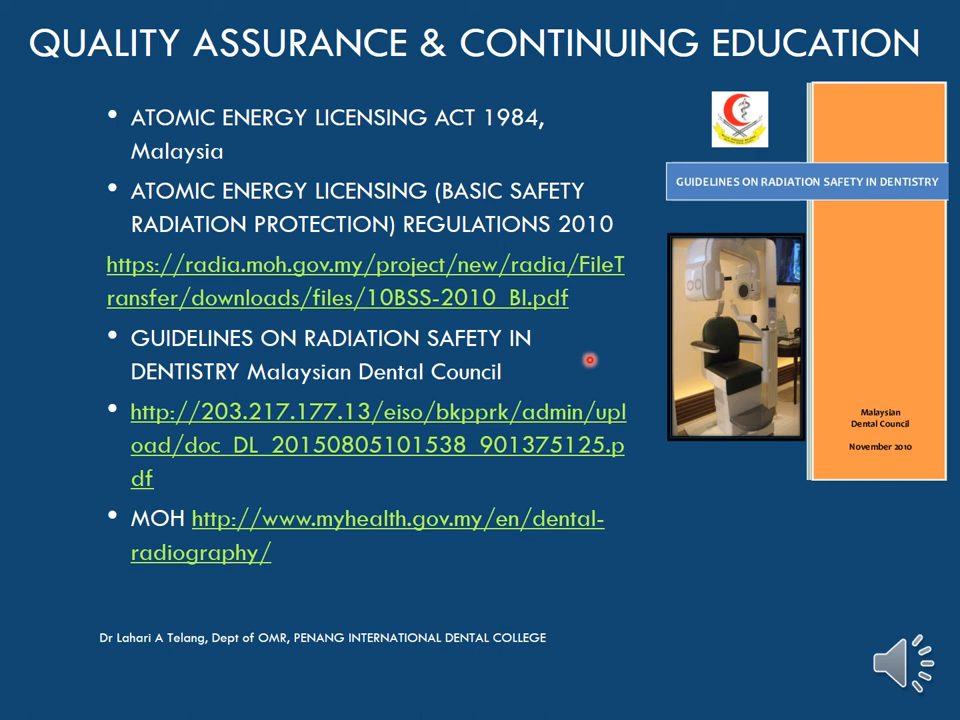 QUALITY ASSURANCE & CONTINUING EDUCATION
• ATOMIC ENERGY LICENSING ACT 1984,
Malaysia
• ATOMIC ENERGY LICENSING (BASIC SAFETY
RADIATION PROTECTION) REGULATIONS 2010
https://radia.moh.gov.my/project/new/radia/FileT
ransfer/downloads/files/10BSS-2010_BI.pdf
• GUIDELINES ON RADIATION SAFETY IN
DENTISTRY Malaysian Dental Council
• http://203.217.177.13/eiso/bkpprk/admin/upl
oad/doc_DL_20150805101538_901375125.p
df
• MOH http://www.myhealth.gov.my/en/dental-
radiography/
GUIDELINES ON RADIATION SAFETY IN DENTISTRY
Malaysian
Dental Council
November 2010
Dr Lahari A Telang, Dept of OMR, PENANG INTERNATIONAL DENTAL COLLEGE